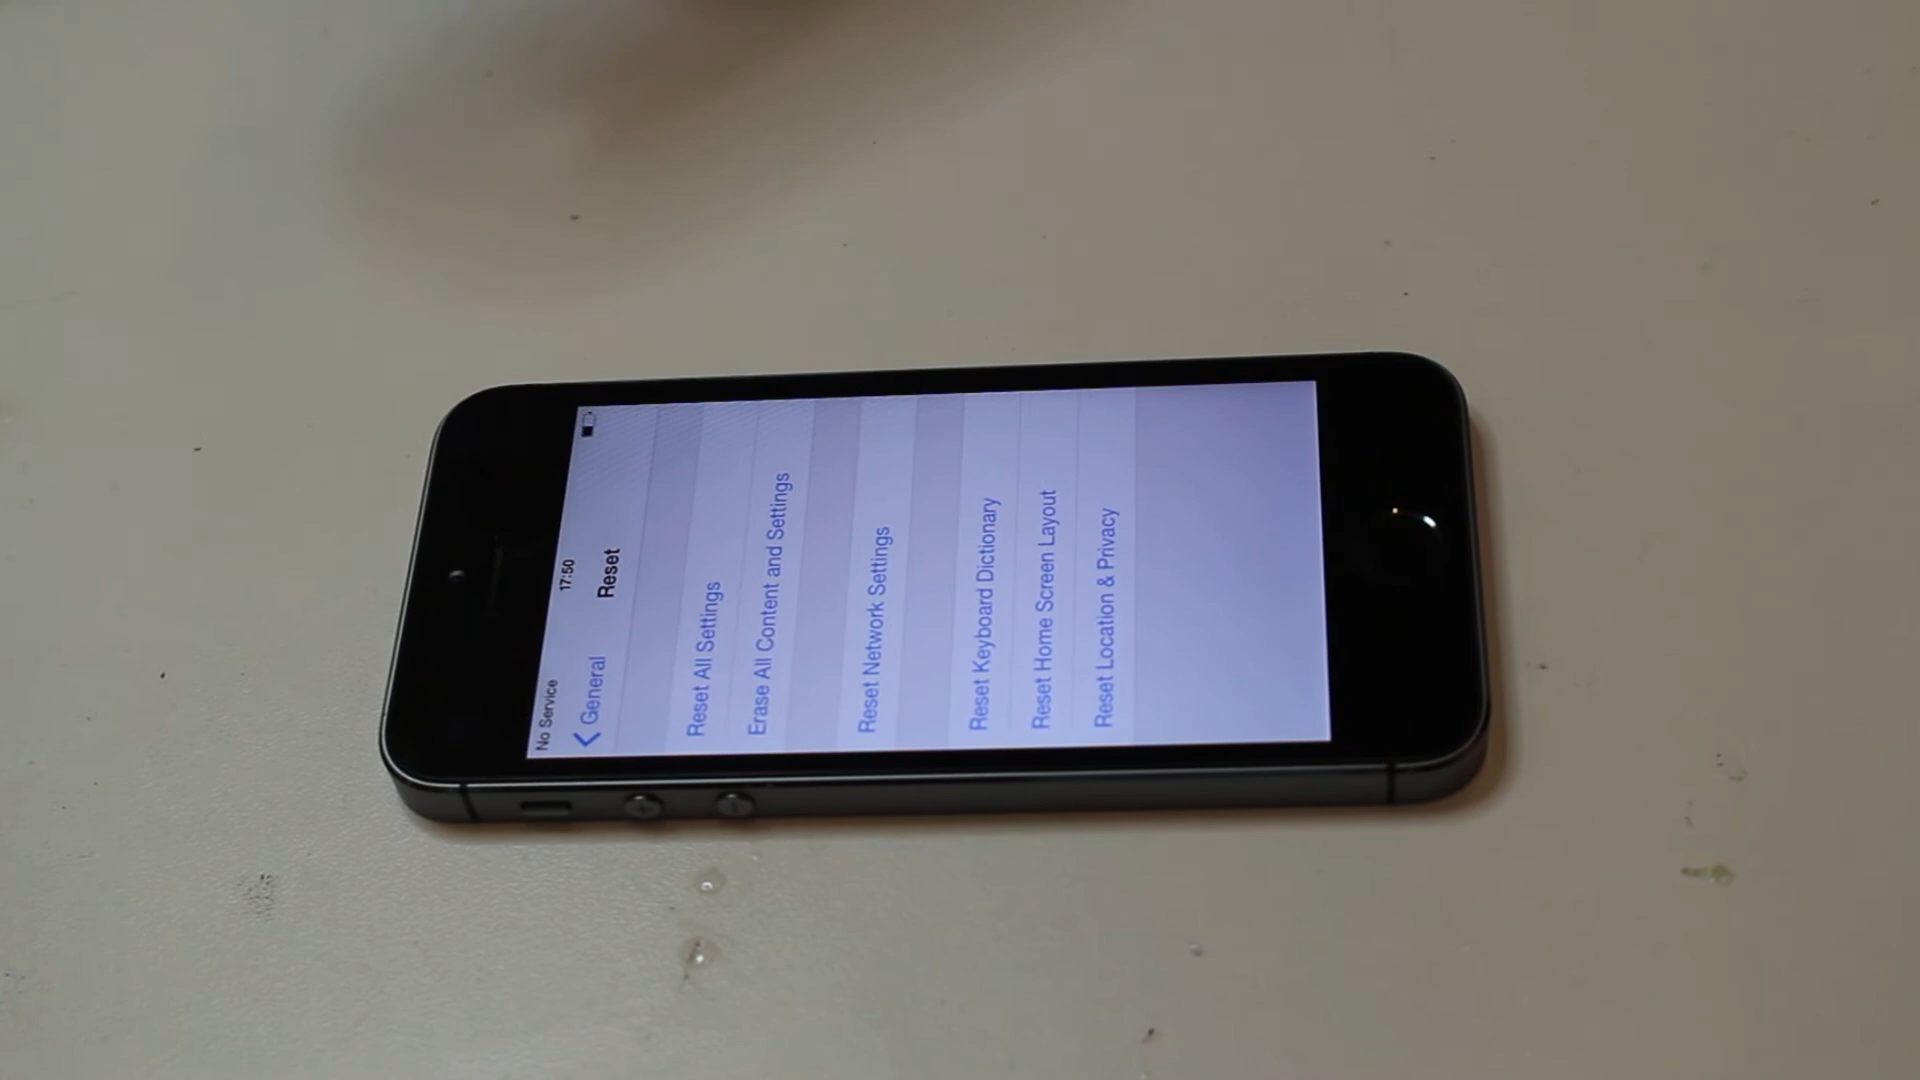 No Service 17:50
General Reset
Reset All Settings
Erase All Content and Settings
Reset Network Settings
Reset Keyboard Dictionary
Reset Home Screen Layout
Reset Location & Privacy